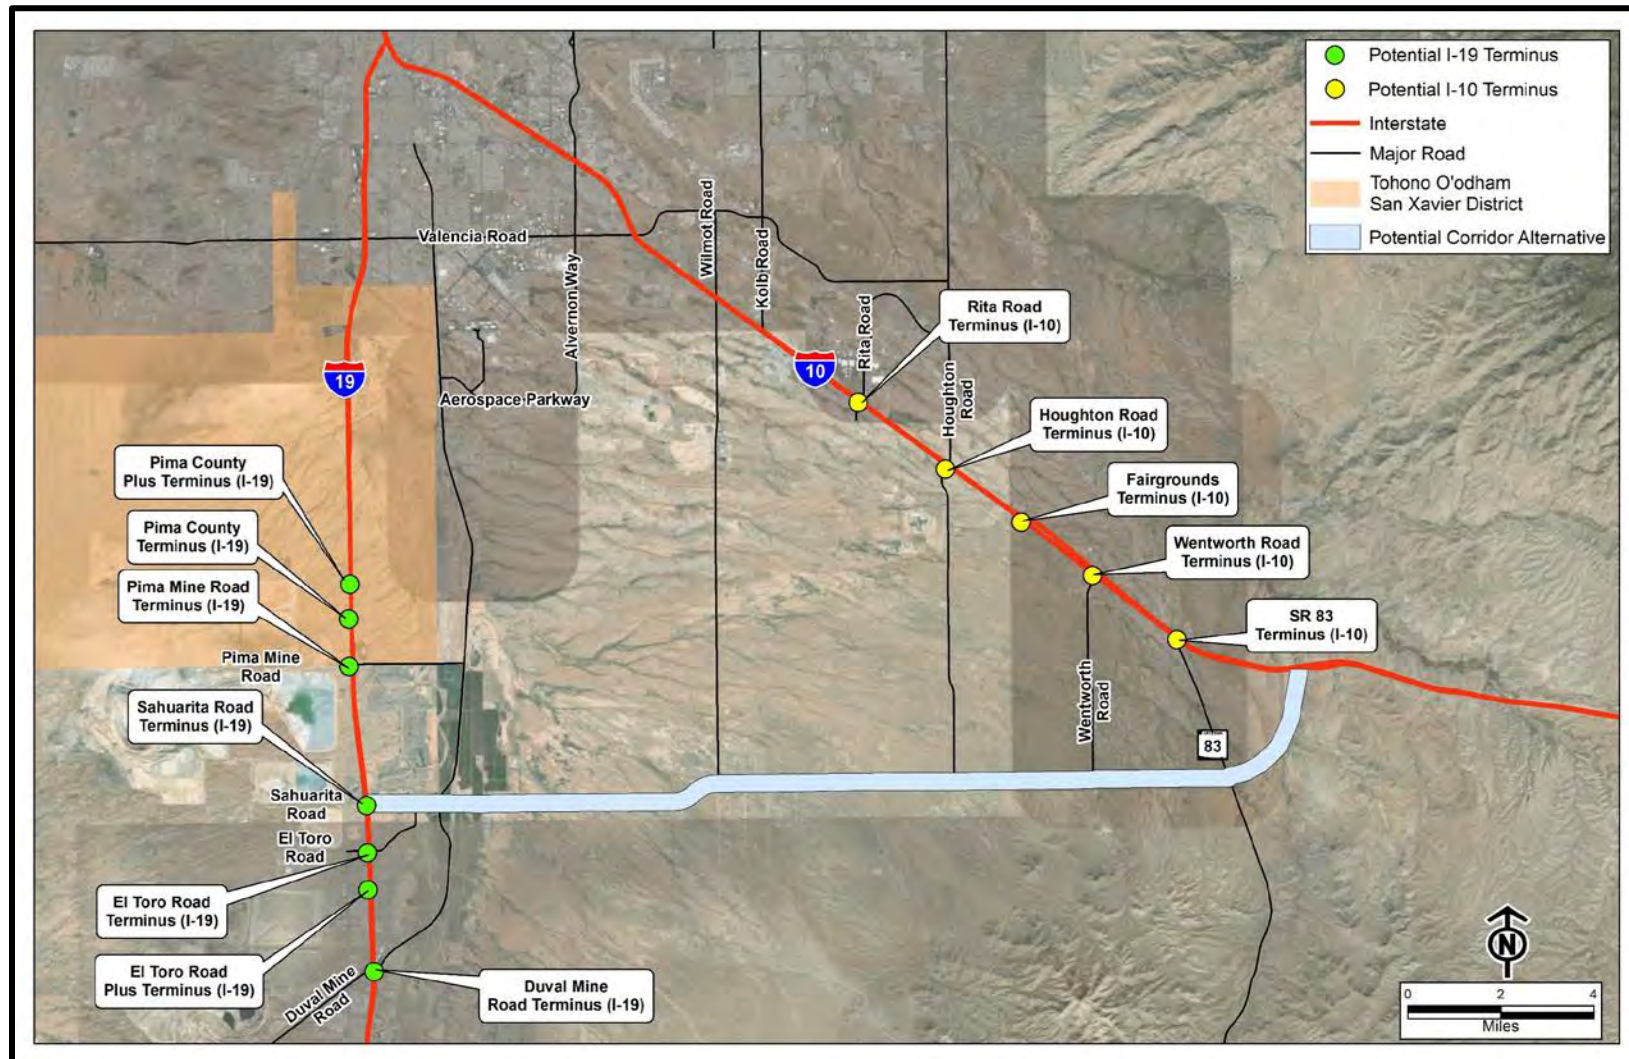 Potential I-19 Terminus
Potential I-10 Terminus
Interstate
Major Road
Tohono O'odham
San Xavier District
Potential Corridor Alternative
Valencia Road
Alvernon Way
Wilmot Road
Kolb Road
Rita Road
Houghton
Road
Rita Road
Terminus (I-10)
19
10
Aerospace Parkway
Houghton Road
Terminus (I-10)
Pima County
Plus Terminus (I-19)
Fairgrounds
Terminus (I-10)
Pima County
Terminus (I-19)
Wentworth Road
Terminus (I-10)
Pima Mine Road
Terminus (I-19)
SR 83
Terminus (I-10)
Pima Mine
Road
Wentworth
Road
Sahuarita Road
Terminus (I-19)
83
Sahuarita
Road
El Toro
Road
El Toro Road
Terminus (I-19)
El Toro Road
Plus Terminus (I-19)
Duval Mine
Road
Duval Mine
Road Terminus (I-19)
N
0 2 4
Miles